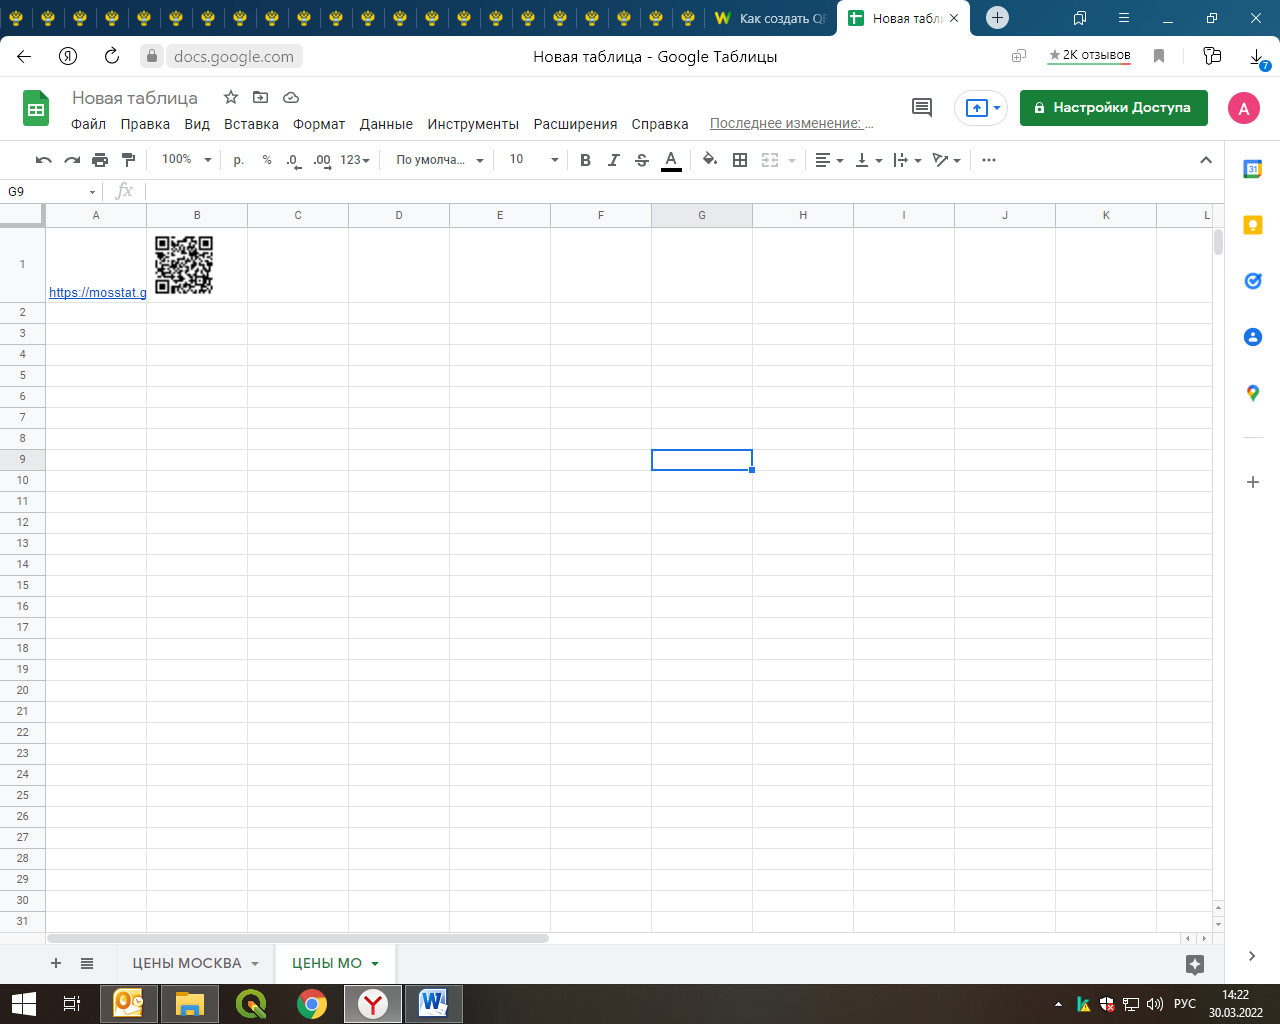 Как создать QR
Новая табли
docs.google.com
Новая таблица - Google Таблицы
2К отзывов
7
Новая таблица
Файл Правка Вид Вставка Формат Данные Инструменты Расширения Справка Последнее изменение: ...
Настройки Доступа
A
100% р. % .0 .00 123 По умолча... 10 B I S A
31
G9 fx
A B C D E F G H I J K L
1 https://mosstat.g
2
3
4
5
6
7
8
9
10
11
12
13
14
15
16
17
18
19
20
21
22
23
24
25
26
27
28
29
30
31
ЦЕНЫ МОСКВА ЦЕНЫ МО
РУС
14:22
30.03.2022